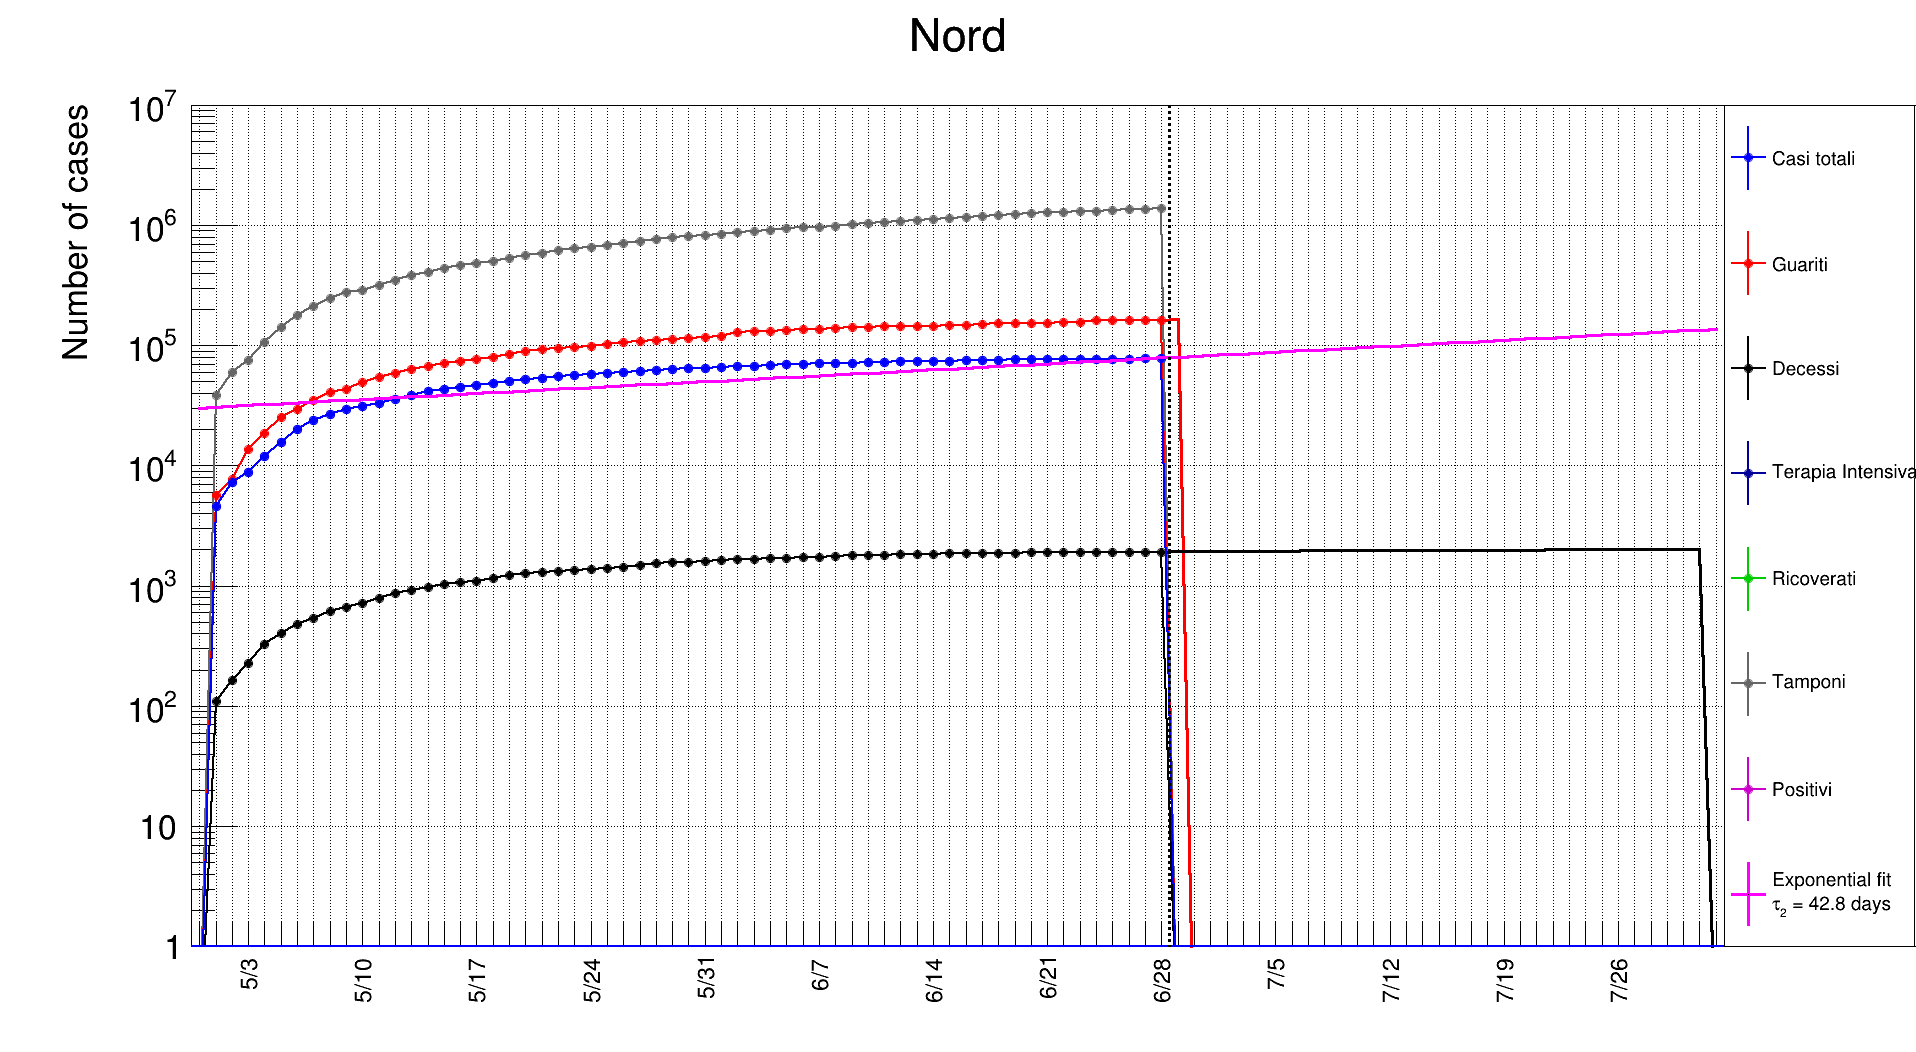 Nord
Number of cases
10^7
10^6
10^5
10^4
10^3
10^2
10
1
5/3
5/10
5/17
5/24
5/31
6/7
6/14
6/21
6/28
7/5
7/12
7/19
7/26
Casi totali
Guariti
Decessi
Terapia Intensiva
Ricoverati
Tamponi
Positivi
Exponential fit
τ_2 = 42.8 days